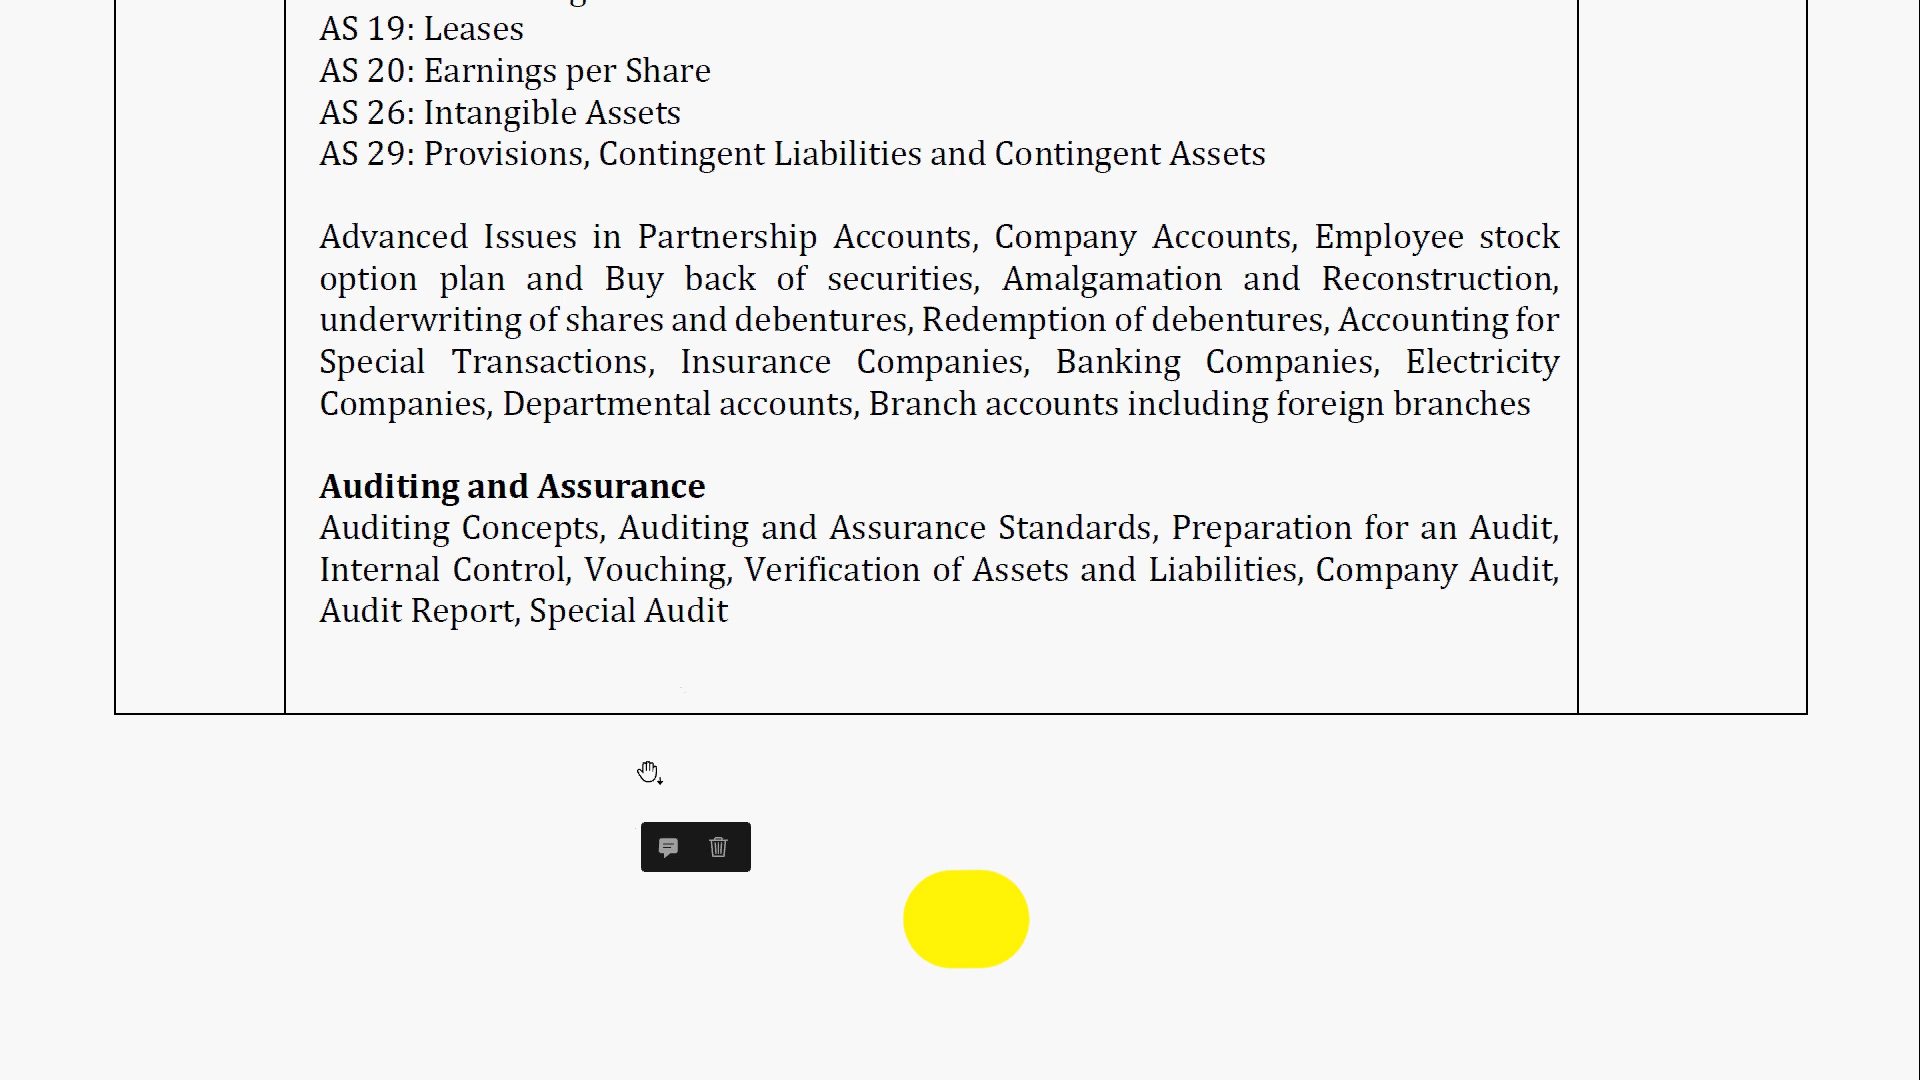 AS 19: Leases
AS 20: Earnings per Share
AS 26: Intangible Assets
AS 29: Provisions, Contingent Liabilities and Contingent Assets
Advanced Issues in Partnership Accounts, Company Accounts, Employee stock
option plan and Buy back of securities, Amalgamation and Reconstruction,
underwriting of shares and debentures, Redemption of debentures, Accounting for
Special Transactions, Insurance Companies, Banking Companies, Electricity
Companies, Departmental accounts, Branch accounts including foreign branches
Auditing and Assurance
Auditing Concepts, Auditing and Assurance Standards, Preparation for an Audit,
Internal Control, Vouching, Verification of Assets and Liabilities, Company Audit,
Audit Report, Special Audit